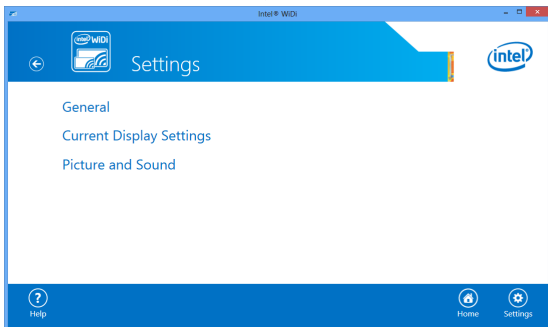 Intel® WiDi
intel WiDi
Settings
intel
General
Current Display Settings
Picture and Sound
?
Help
Home
Settings